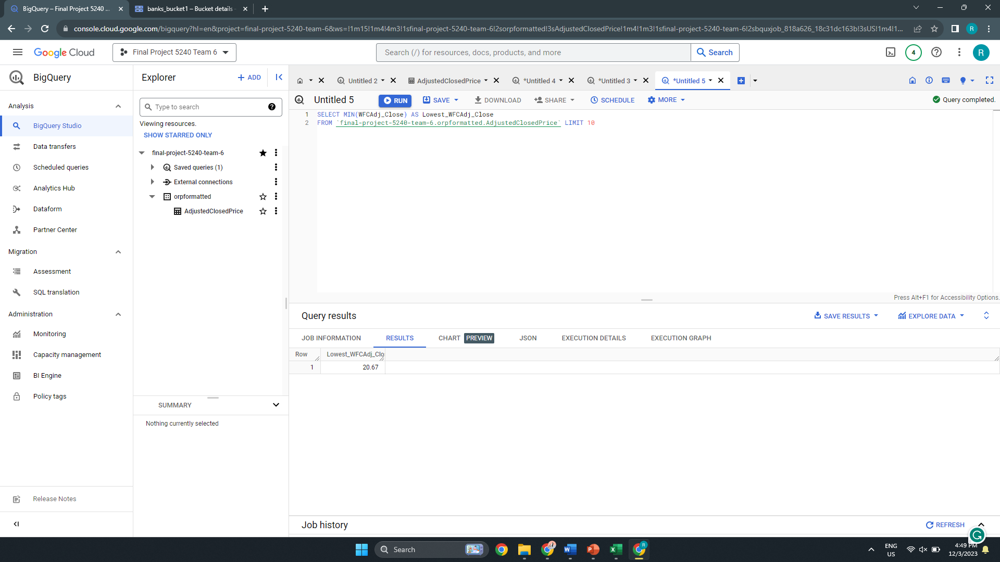 BigQuery – Final Project 5240 ...
banks_bucket1 – Bucket details -
console.cloud.google.com/bigquery?hl=en&project=final-project-5240-team-6&ws=!1m15!1m4!4m3!1sfinal-project-5240-team-6!2sorpformatted!3sAdjustedClosedPrice!1m4!1m3!1sfinal-project-5240-team-6!2sbquxjob_818a626_18c31dc163b!3sUS!1m4!1...
R
Google Cloud
Final Project 5240 Team 6
Search (/) for resources, docs, products, and more
Search
4
R
BigQuery
Explorer
ADD
Untitled 2
AdjustedClosedPrice
*Untitled 4
*Untitled 3
*Untitled 5
Analysis
BigQuery Studio
Data transfers
Scheduled queries
Analytics Hub
Dataform
Partner Center
Migration
Assessment
SQL translation
Administration
Monitoring
Capacity management
BI Engine
Policy tags
Release Notes
Type to search
Viewing resources.
SHOW STARRED ONLY
final-project-5240-team-6
Saved queries (1)
External connections
orpformatted
AdjustedClosedPrice
SUMMARY
Nothing currently selected
Untitled 5
RUN
SAVE
DOWNLOAD
SHARE
SCHEDULE
MORE
Query completed.
1 SELECT MIN(WFCAdj_Close) AS Lowest_WFCAdj_Close
2 FROM `final-project-5240-team-6.orpformatted.AdjustedClosedPrice` LIMIT 10
Press Alt+F1 for Accessibility Options.
Query results
SAVE RESULTS
EXPLORE DATA
JOB INFORMATION
RESULTS
CHART PREVIEW
JSON
EXECUTION DETAILS
EXECUTION GRAPH
Row Lowest_WFCAdj_Clo
1 20.67
Job history
REFRESH
Search
R
ENG
US
4:49 PM
12/3/2023